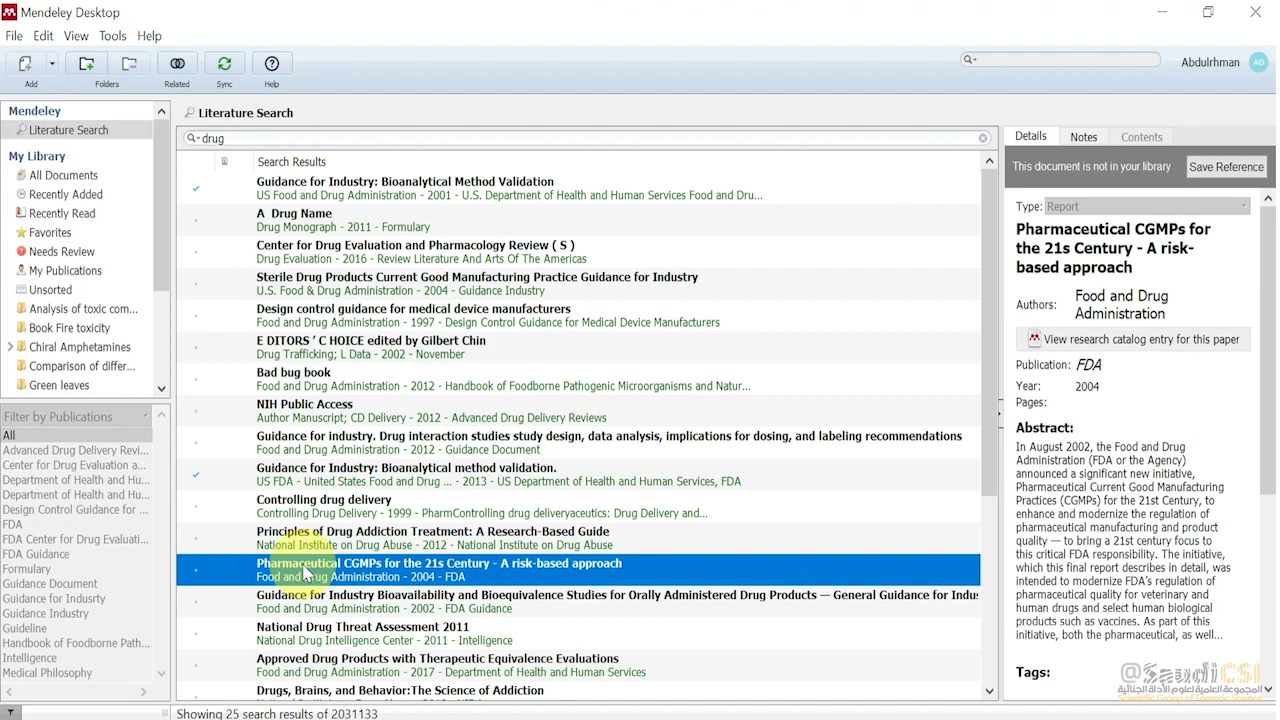 Mendeley Desktop
File Edit View Tools Help
Abdulrhman AD
Add Folders Related Sync Help
Mendeley
Literature Search
My Library
All Documents
Recently Added
Recently Read
Favorites
Needs Review
My Publications
Unsorted
Analysis of toxic com...
Book Fire toxicity
Chiral Amphetamines
Comparison of differ...
Green leaves
Filter by Publications
All
Advanced Drug Delivery Revi...
Center for Drug Evaluation a...
Department of Health and Hu...
Department of Health and Hu...
Design Control Guidance for ...
FDA
FDA Center for Drug Evaluati...
FDA Guidance
Formulary
Guidance Document
Guidance for Indusrty
Guidance Industry
Guideline
Handbook of Foodborne Path...
Intelligence
Medical Philosophy
Literature Search
drug
Search Results
Guidance for Industry: Bioanalytical Method Validation
US Food and Drug Administration - 2001 - U.S. Department of Health and Human Services Food and Dru...
A Drug Name
Drug Monograph - 2011 - Formulary
Center for Drug Evaluation and Pharmacology Review ( S )
Drug Evaluation - 2016 - Review Literature And Arts Of The Americas
Sterile Drug Products Current Good Manufacturing Practice Guidance for Industry
U.S. Food & Drug Administration - 2004 - Guidance Industry
Design control guidance for medical device manufacturers
Food and Drug Administration - 1997 - Design Control Guidance for Medical Device Manufacturers
E DITORS ’ C HOICE edited by Gilbert Chin
Drug Trafficking; L Data - 2002 - November
Bad bug book
Food and Drug Administration - 2012 - Handbook of Foodborne Pathogenic Microorganisms and Natur...
NIH Public Access
Author Manuscript; CD Delivery - 2012 - Advanced Drug Delivery Reviews
Guidance for industry. Drug interaction studies study design, data analysis, implications for dosing, and labeling recommendations
Food and Drug Administration - 2012 - Guidance Document
Guidance for Industry: Bioanalytical method validation.
US FDA - United States Food and Drug ... - 2013 - US Department of Health and Human Services, FDA
Controlling drug delivery
Controlling Drug Delivery - 1999 - PharmControlling drug deliveryaceutics: Drug Delivery and...
Principles of Drug Addiction Treatment: A Research-Based Guide
National Institute on Drug Abuse - 2012 - National Institute on Drug Abuse
Pharmaceutical CGMPs for the 21s Century - A risk-based approach
Food and Drug Administration - 2004 - FDA
Guidance for Industry Bioavailability and Bioequivalence Studies for Orally Administered Drug Products — General Guidance for Indus
Food and Drug Administration - 2002 - FDA Guidance
National Drug Threat Assessment 2011
National Drug Intelligence Center - 2011 - Intelligence
Approved Drug Products with Therapeutic Equivalence Evaluations
Food and Drug Administration - 2017 - Department of Health and Human Services
Drugs, Brains, and Behavior:The Science of Addiction
Showing 25 search results of 2031133
Details Notes Contents
This document is not in your library Save Reference
Type: Report
Pharmaceutical CGMPs for
the 21s Century - A risk-
based approach
Authors: Food and Drug
Administration
View research catalog entry for this paper
Publication: FDA
Year: 2004
Pages:
Abstract:
In August 2002, the Food and Drug
Administration (FDA or the Agency)
announced a significant new initiative,
Pharmaceutical Current Good Manufacturing
Practices (CGMPs) for the 21st Century, to
enhance and modernize the regulation of
pharmaceutical manufacturing and product
quality — to bring a 21st century focus to
this critical FDA responsibility. The initiative,
which this final report describes in detail, was
intended to modernize FDA’s regulation of
pharmaceutical quality for veterinary and
human drugs and select human biological
products such as vaccines. As part of this
initiative, both the pharmaceutical, as well...
Tags:
@SaudiCSI
المجموعة العلمية لعلوم الأدلة الجنائية
Scientific Group of Forensic Science